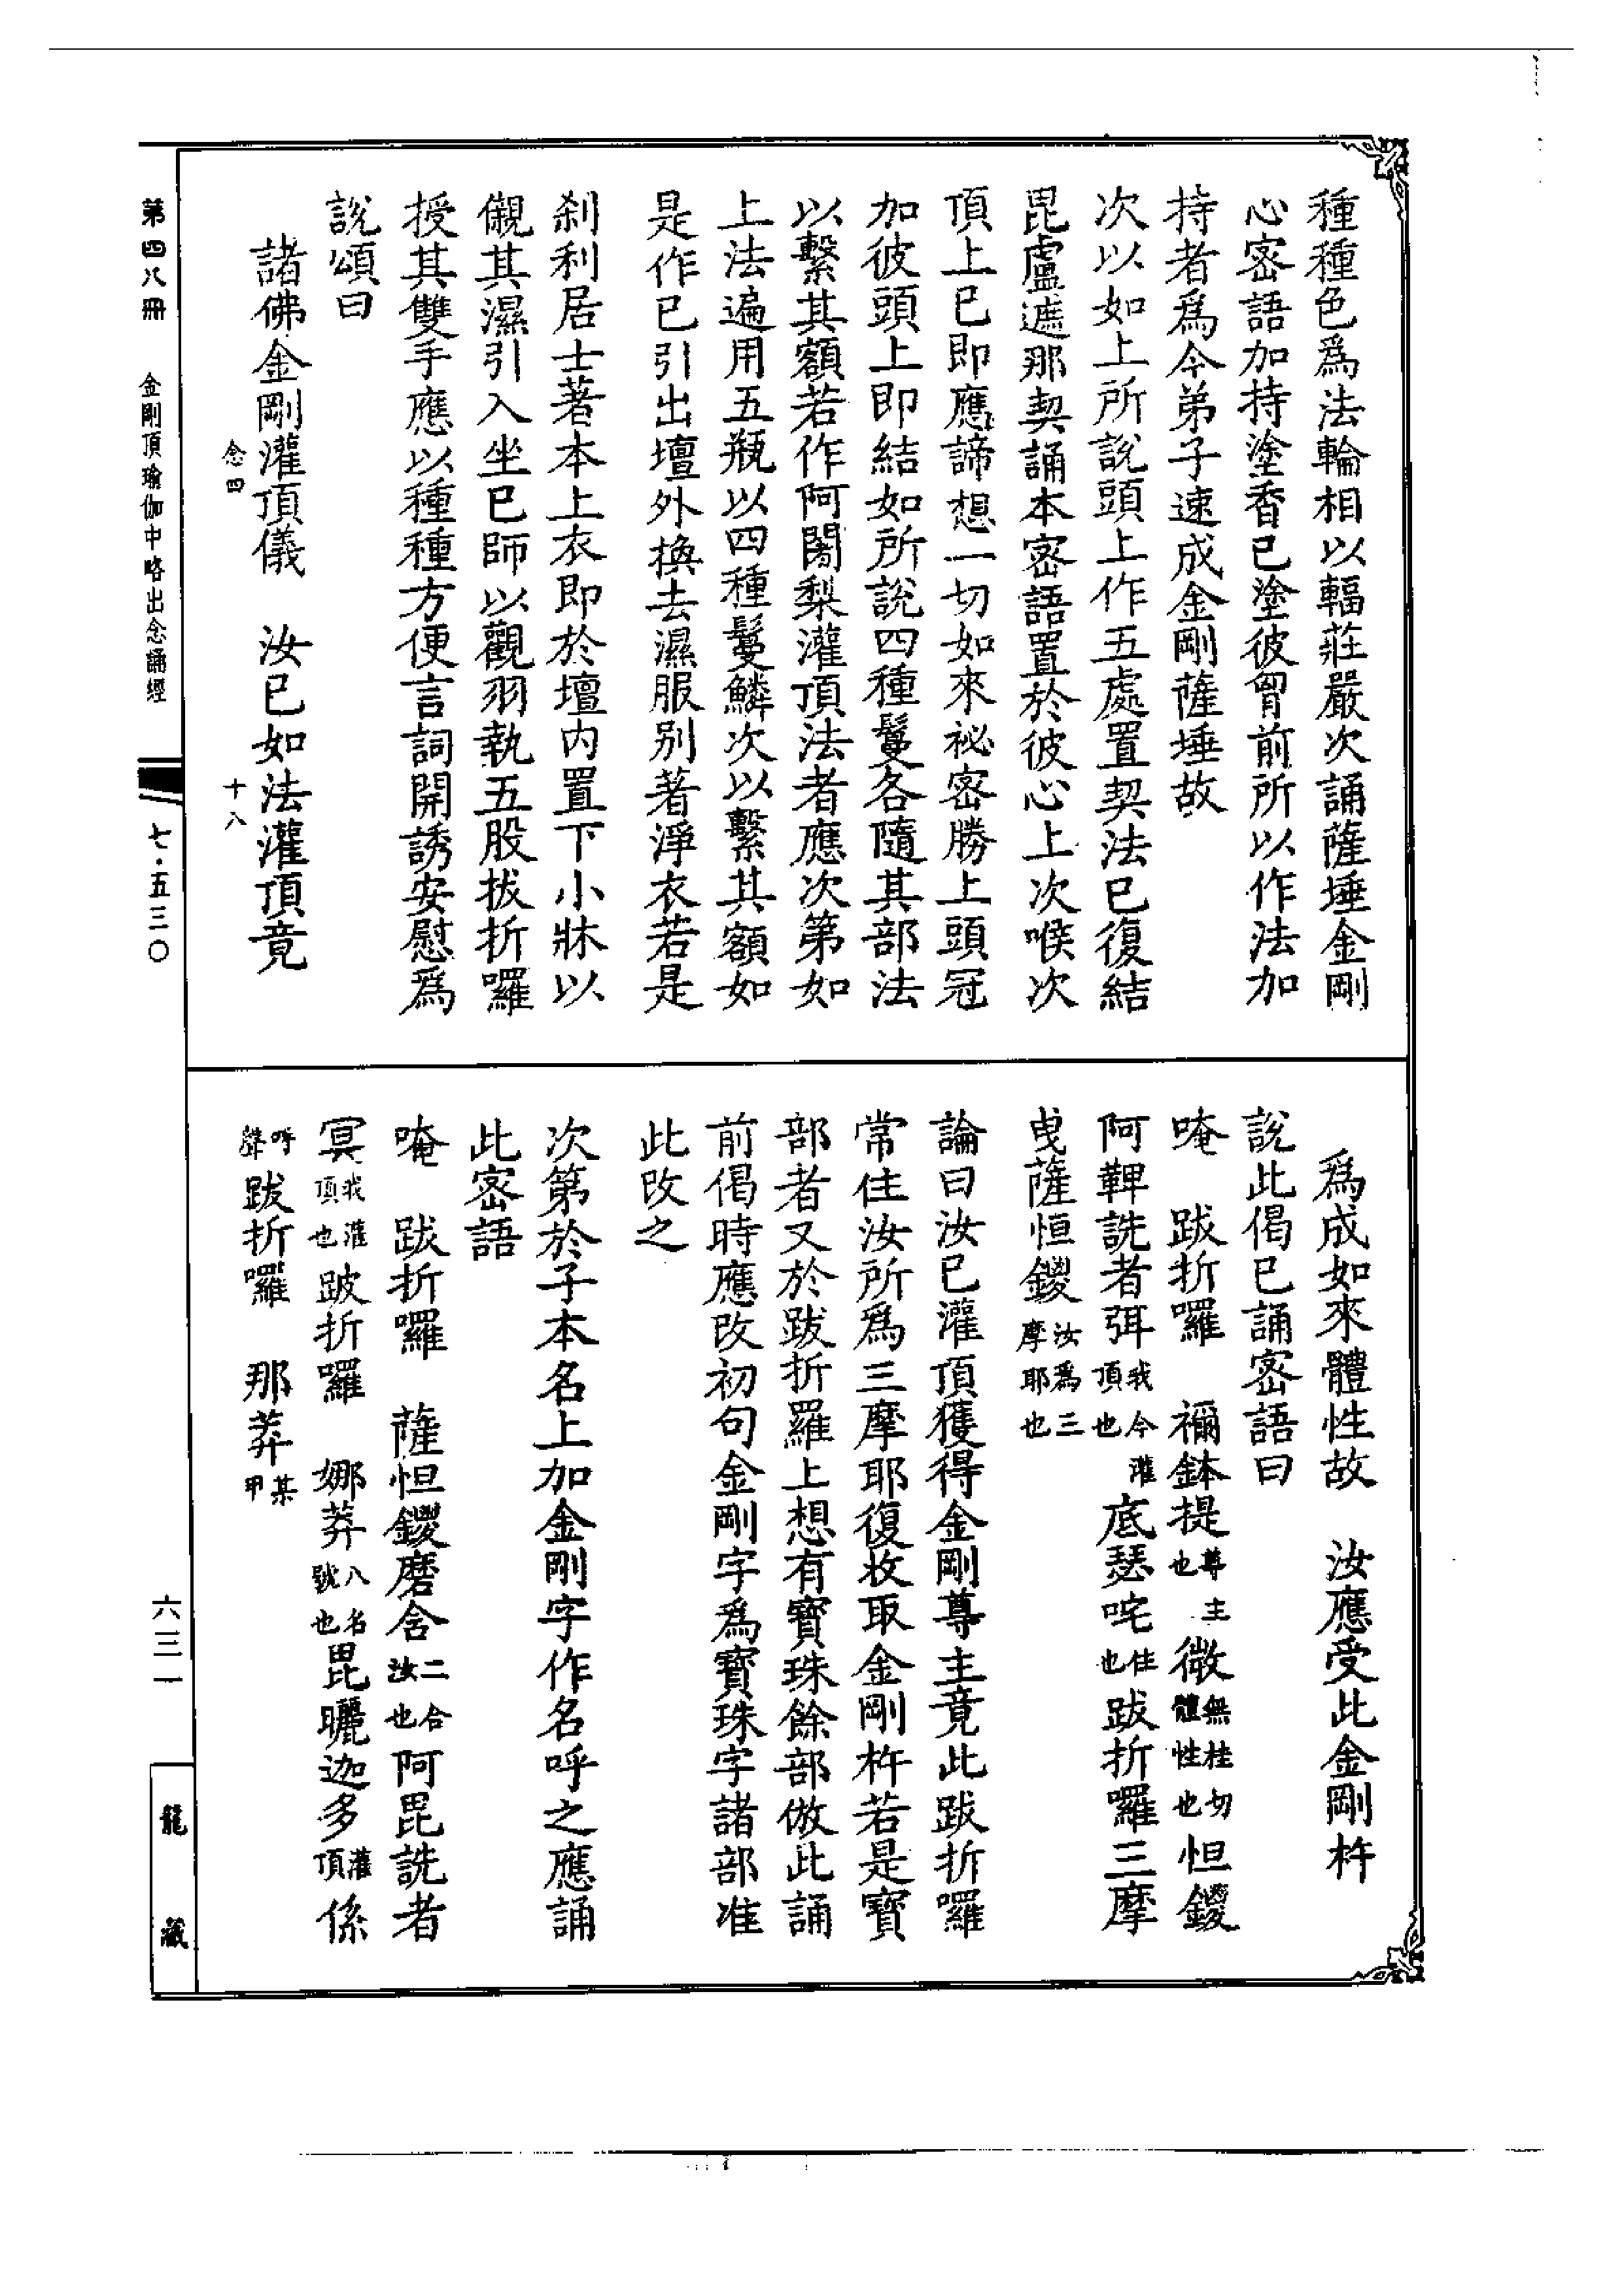 種種色爲法輪相以輻莊嚴次誦薩埵金剛
心密語加持塗香已塗彼胷前所以作法加
持者爲今弟子速成金剛薩埵故
次以如上所說頭上作五處置契法已復結
毘盧遮那契誦本密語置於彼心上次喉次
頂上已即應諦想一切如來祕密勝上頭冠
加彼頭上即結如所說四種鬘各隨其部法
以繫其額若作阿闍梨灌頂法者應次第如
上法遍用五瓶以四種鬘鱗次以繫其額如
是作已引出壇外換去濕服別著淨衣若是
刹利居士著本上衣即於壇內置下小牀以
儭其濕引入坐已師以觀羽執五股拔折囉
授其雙手應以種種方便言詞開誘安慰爲
說頌曰
諸佛金剛灌頂儀　汝已如法灌頂竟
念四　十八
爲成如來體性故　汝應受此金剛杵
說此偈已誦密語曰
唵　跋折囉　禰鉢提尊主也微無桂切體性也怛鑁
阿鞞詵者弭我今灌頂也底瑟咤住也跋折囉三摩
曳薩恒鑁汝爲三摩耶也
論曰汝已灌頂獲得金剛尊主竟此跋折囉
常住汝所爲三摩耶復收取金剛杵若是寶
部者又於跋折羅上想有寶珠餘部倣此誦
前偈時應改初句金剛字爲寶珠字諸部准
此改之
次第於子本名上加金剛字作名呼之應誦
此密語
唵　跋折囉　薩怛鑁磨含二合汝也阿毘詵者
冥我灌頂也跛折囉　娜莽八名號也毘曬迦多灌頂係
呼聲跋折囉　那莽某甲
第四八冊　金剛頂瑜伽中略出念誦經
七·五三〇
六三一
龍藏